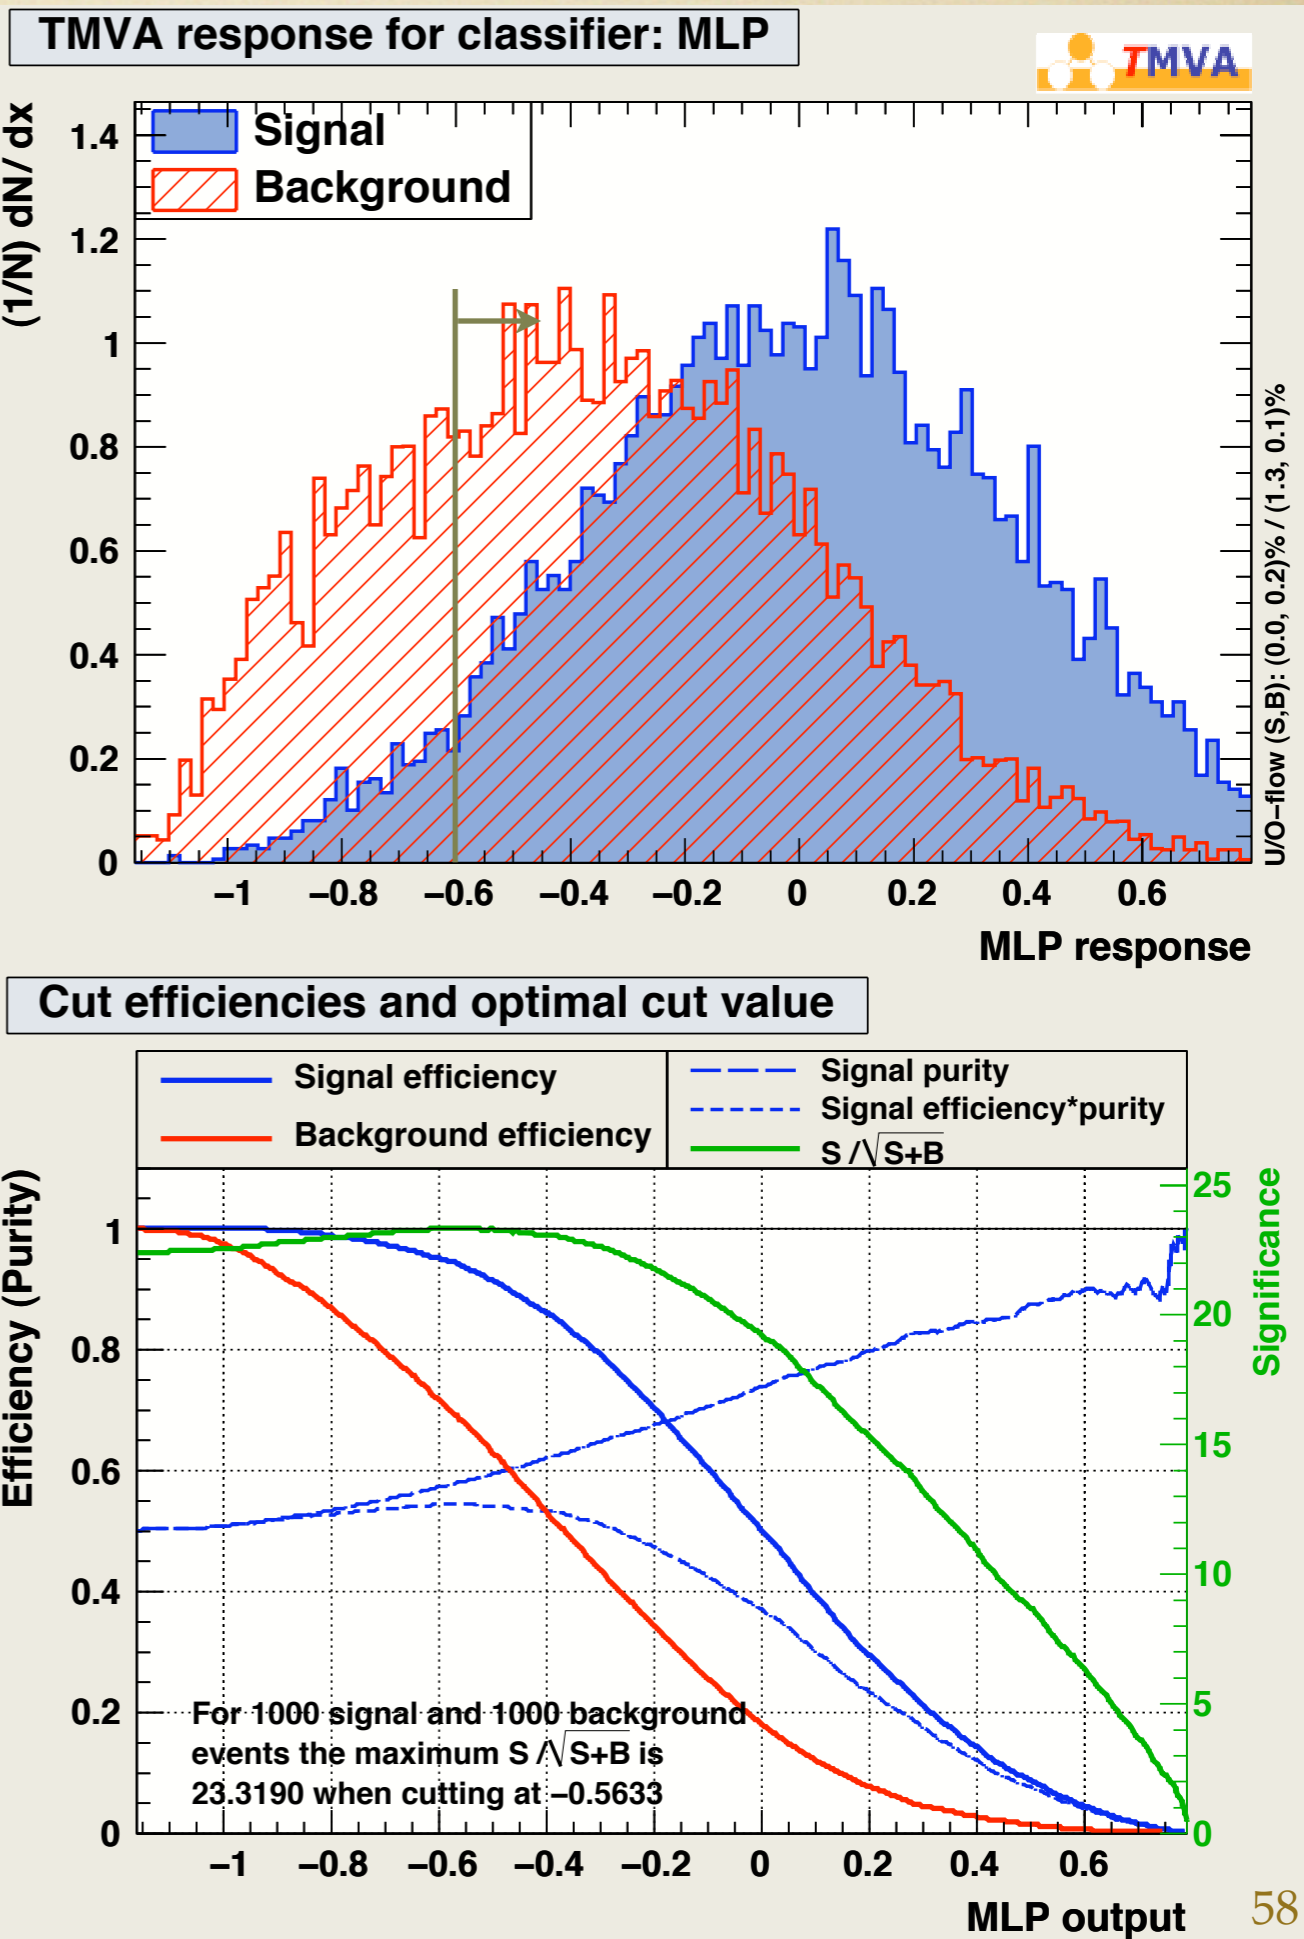 TMVA response for classifier: MLP
TMVA
(1/N) dN/ dx
Signal
Background
1.4
1.2
1
0.8
0.6
0.4
0.2
0
−1 −0.8 −0.6 −0.4 −0.2 0 0.2 0.4 0.6
MLP response
U/O−flow (S,B): (0.0, 0.2)% / (1.3, 0.1)%
Cut efficiencies and optimal cut value
Signal efficiency
Background efficiency
Signal purity
Signal efficiency*purity
S /√S+B
Efficiency (Purity)
1
0.8
0.6
0.4
0.2
0
For 1000 signal and 1000 background
events the maximum S /√S+B is
23.3190 when cutting at −0.5633
25
20
15
10
5
0
Significance
−1 −0.8 −0.6 −0.4 −0.2 0 0.2 0.4 0.6
MLP output
58